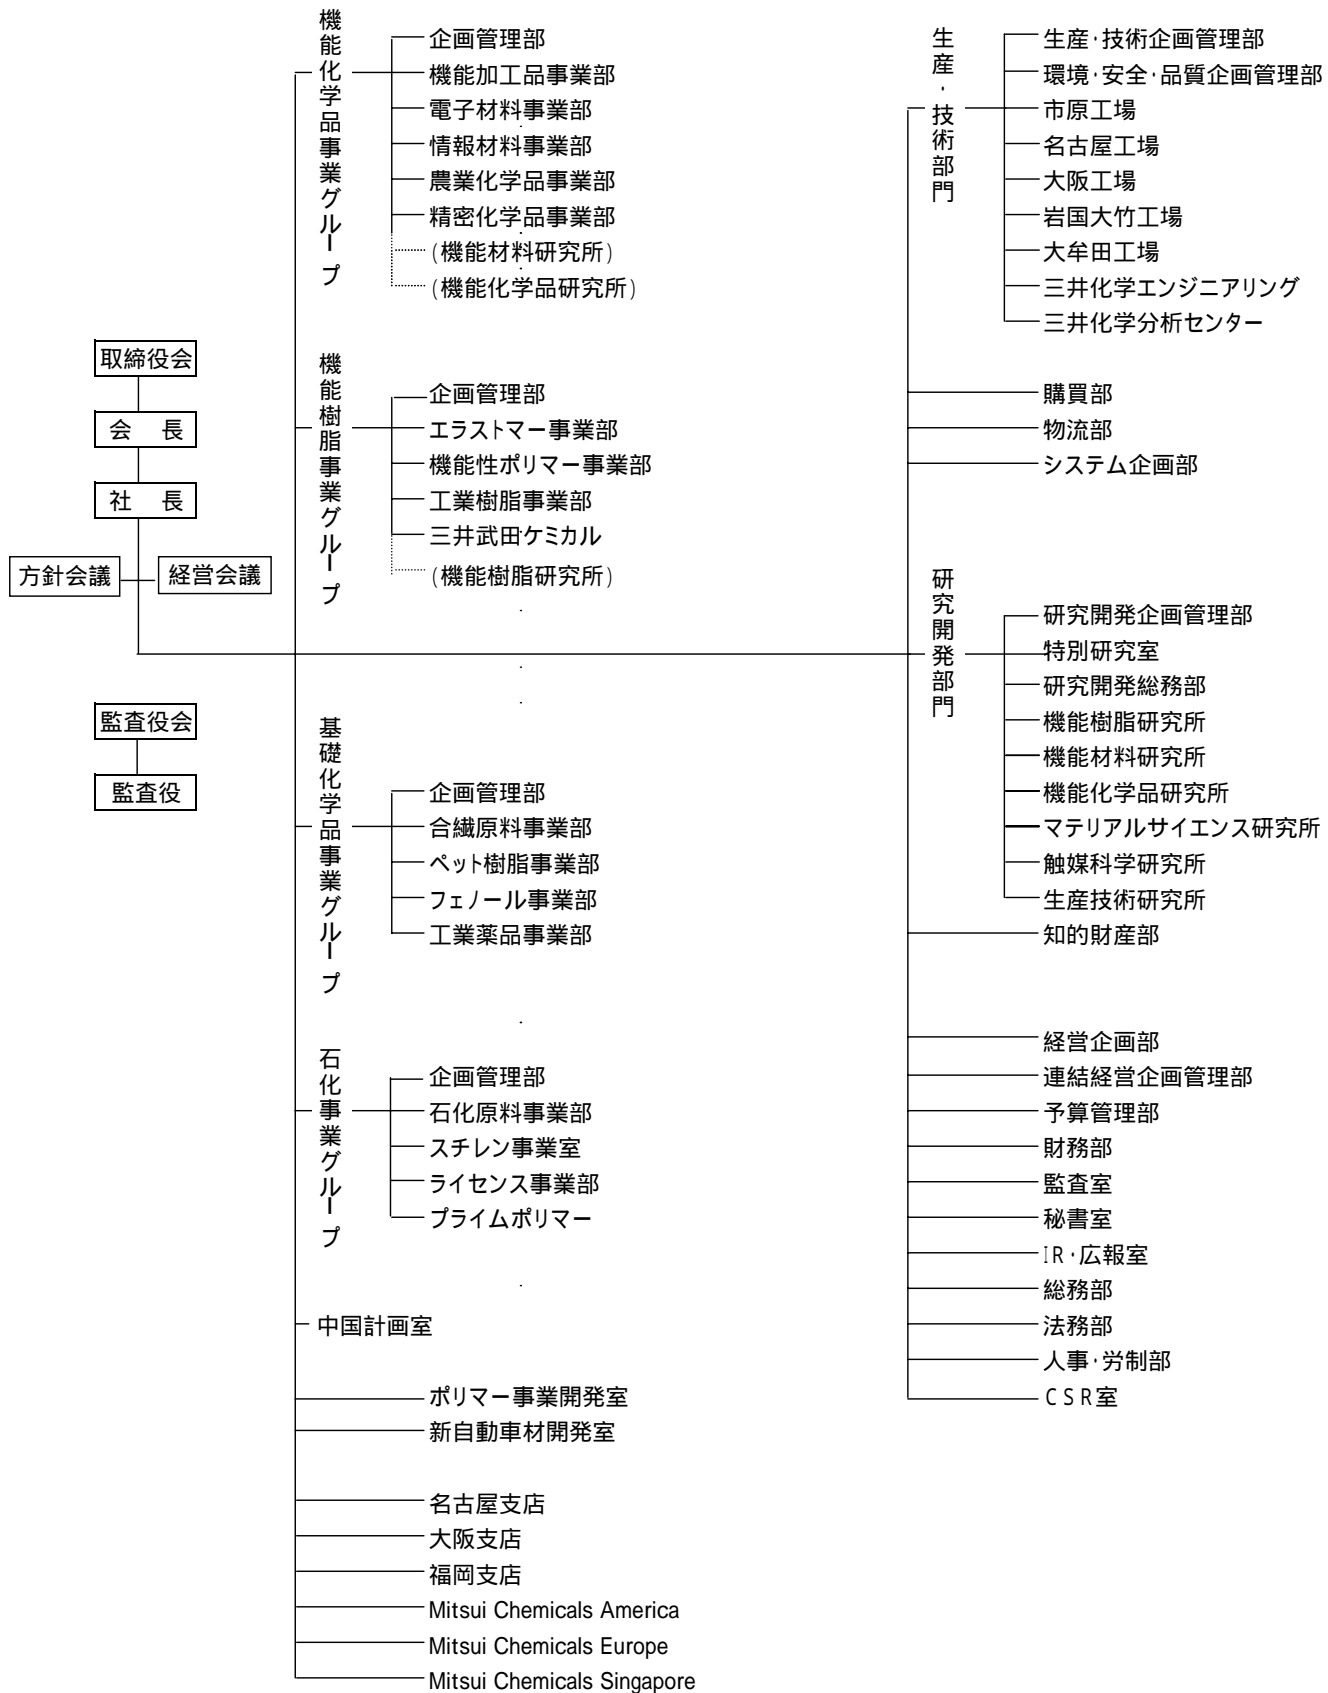 取締役会
会 長
社 長
方針会議
経営会議
監査役会
監査役
機能化学品事業グループ
企画管理部
機能加工品事業部
電子材料事業部
情報材料事業部
農業化学品事業部
精密化学品事業部
(機能材料研究所)
(機能化学品研究所)
機能樹脂事業グループ
企画管理部
エラストマー事業部
機能性ポリマー事業部
工業樹脂事業部
三井武田ケミカル
(機能樹脂研究所)
基礎化学品事業グループ
企画管理部
合繊原料事業部
ペット樹脂事業部
フェノール事業部
工業薬品事業部
石化事業グループ
企画管理部
石化原料事業部
スチレン事業室
ライセンス事業部
プライムポリマー
中国計画室
ポリマー事業開発室
新自動車材開発室
名古屋支店
大阪支店
福岡支店
Mitsui Chemicals America
Mitsui Chemicals Europe
Mitsui Chemicals Singapore
生産・技術部門
生産・技術企画管理部
環境・安全・品質企画管理部
市原工場
名古屋工場
大阪工場
岩国大竹工場
大牟田工場
三井化学エンジニアリング
三井化学分析センター
購買部
物流部
システム企画部
研究開発部門
研究開発企画管理部
特別研究室
研究開発総務部
機能樹脂研究所
機能材料研究所
機能化学品研究所
マテリアルサイエンス研究所
触媒科学研究所
生産技術研究所
知的財産部
経営企画部
連結経営企画管理部
予算管理部
財務部
監査室
秘書室
IR・広報室
総務部
法務部
人事・労制部
CSR室